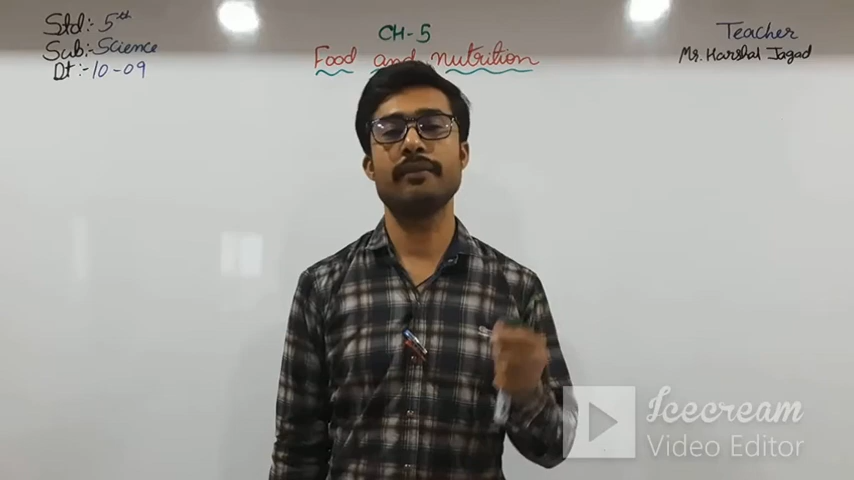 Std:- 5th
Sub:- Science
Dt:- 10-09
CH-5
Food and nutrition
Teacher
Mr. Harshal Jagad
Icecream
Video Editor